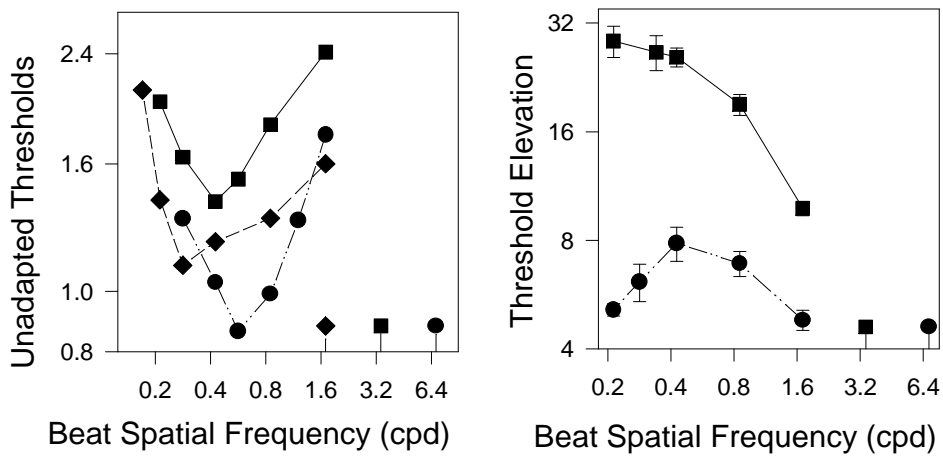 Unadapted Thresholds
2.4
1.6
1.0
0.8
0.2 0.4 0.8 1.6 3.2 6.4
Beat Spatial Frequency (cpd)
Threshold Elevation
32
16
8
4
0.2 0.4 0.8 1.6 3.2 6.4
Beat Spatial Frequency (cpd)